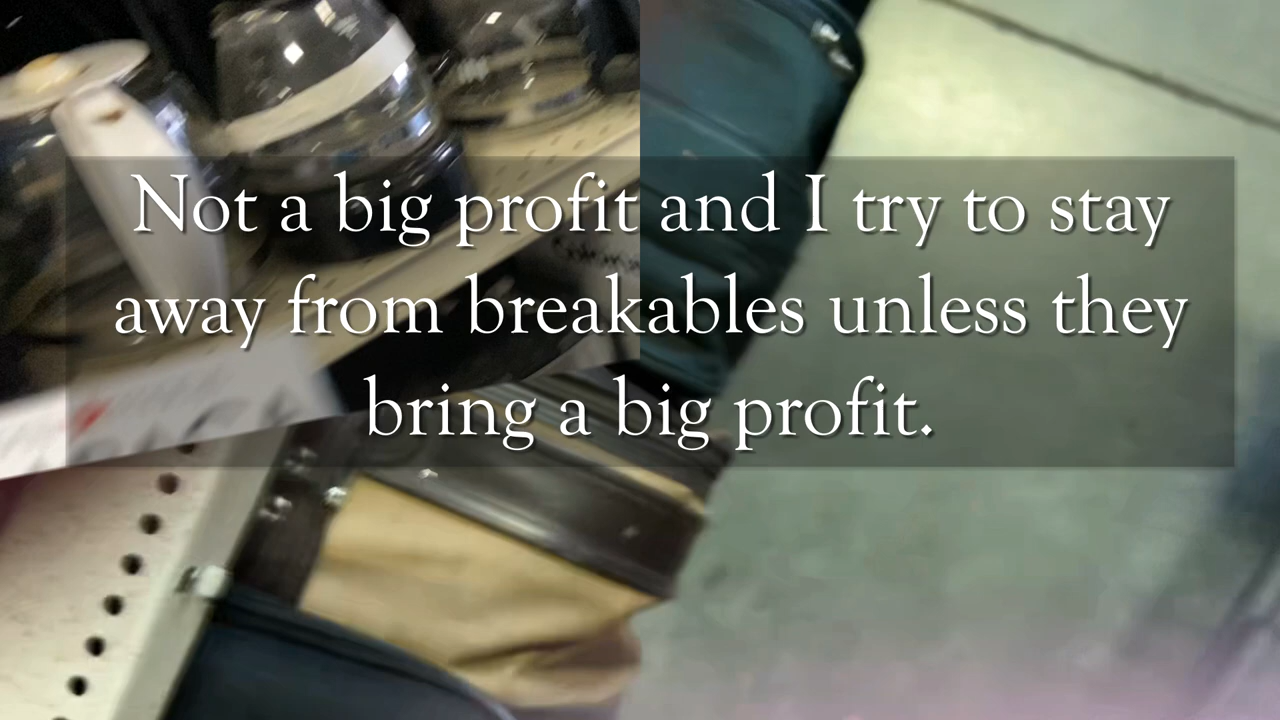 Not a big profit and I try to stay
away from breakables unless they
bring a big profit.